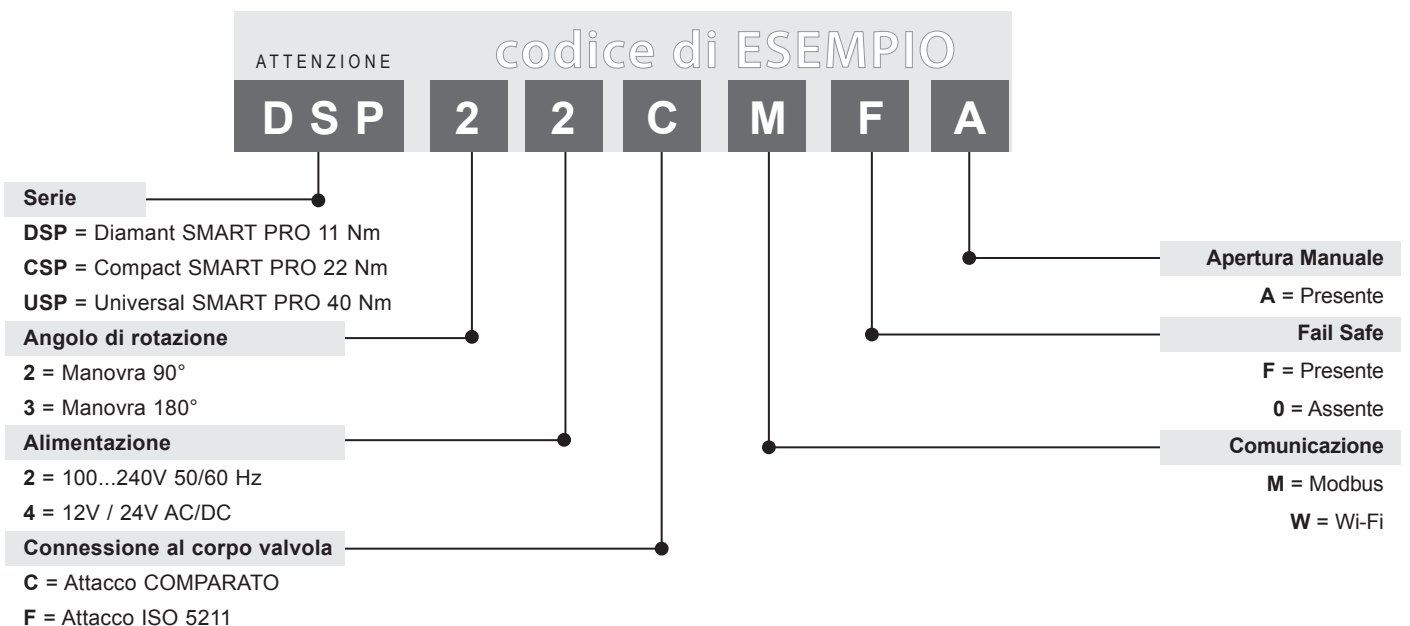 ATTENZIONE codice di ESEMPIO
DSP 2 2 C M F A
Serie
DSP = Diamant SMART PRO 11 Nm
CSP = Compact SMART PRO 22 Nm
USP = Universal SMART PRO 40 Nm
Angolo di rotazione
2 = Manovra 90°
3 = Manovra 180°
Alimentazione
2 = 100...240V 50/60 Hz
4 = 12V / 24V AC/DC
Connessione al corpo valvola
C = Attacco COMPARATO
F = Attacco ISO 5211
Apertura Manuale
A = Presente
Fail Safe
F = Presente
0 = Assente
Comunicazione
M = Modbus
W = Wi-Fi